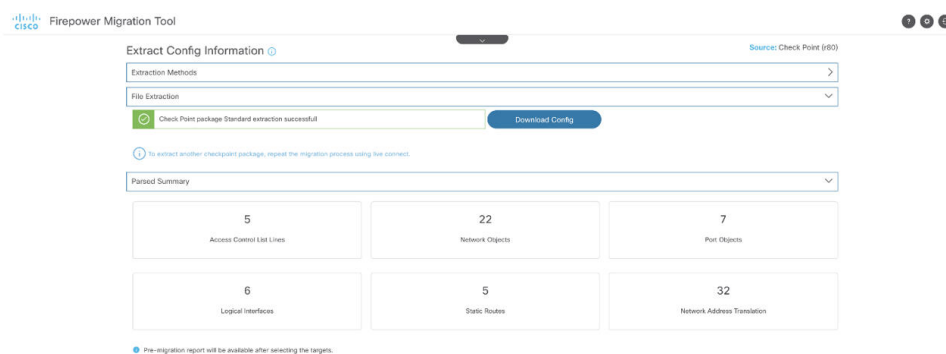 CISCO Firepower Migration Tool
Extract Config Information
Source: Check Point (r80)
Extraction Methods
File Extraction
Check Point package Standard extraction successfull
Download Config
To extract another checkpoint package, repeat the migration process using live connect.
Parsed Summary
5
Access Control List Lines
22
Network Objects
7
Port Objects
6
Logical Interfaces
5
Static Routes
32
Network Address Translation
Pre-migration report will be available after selecting the targets.